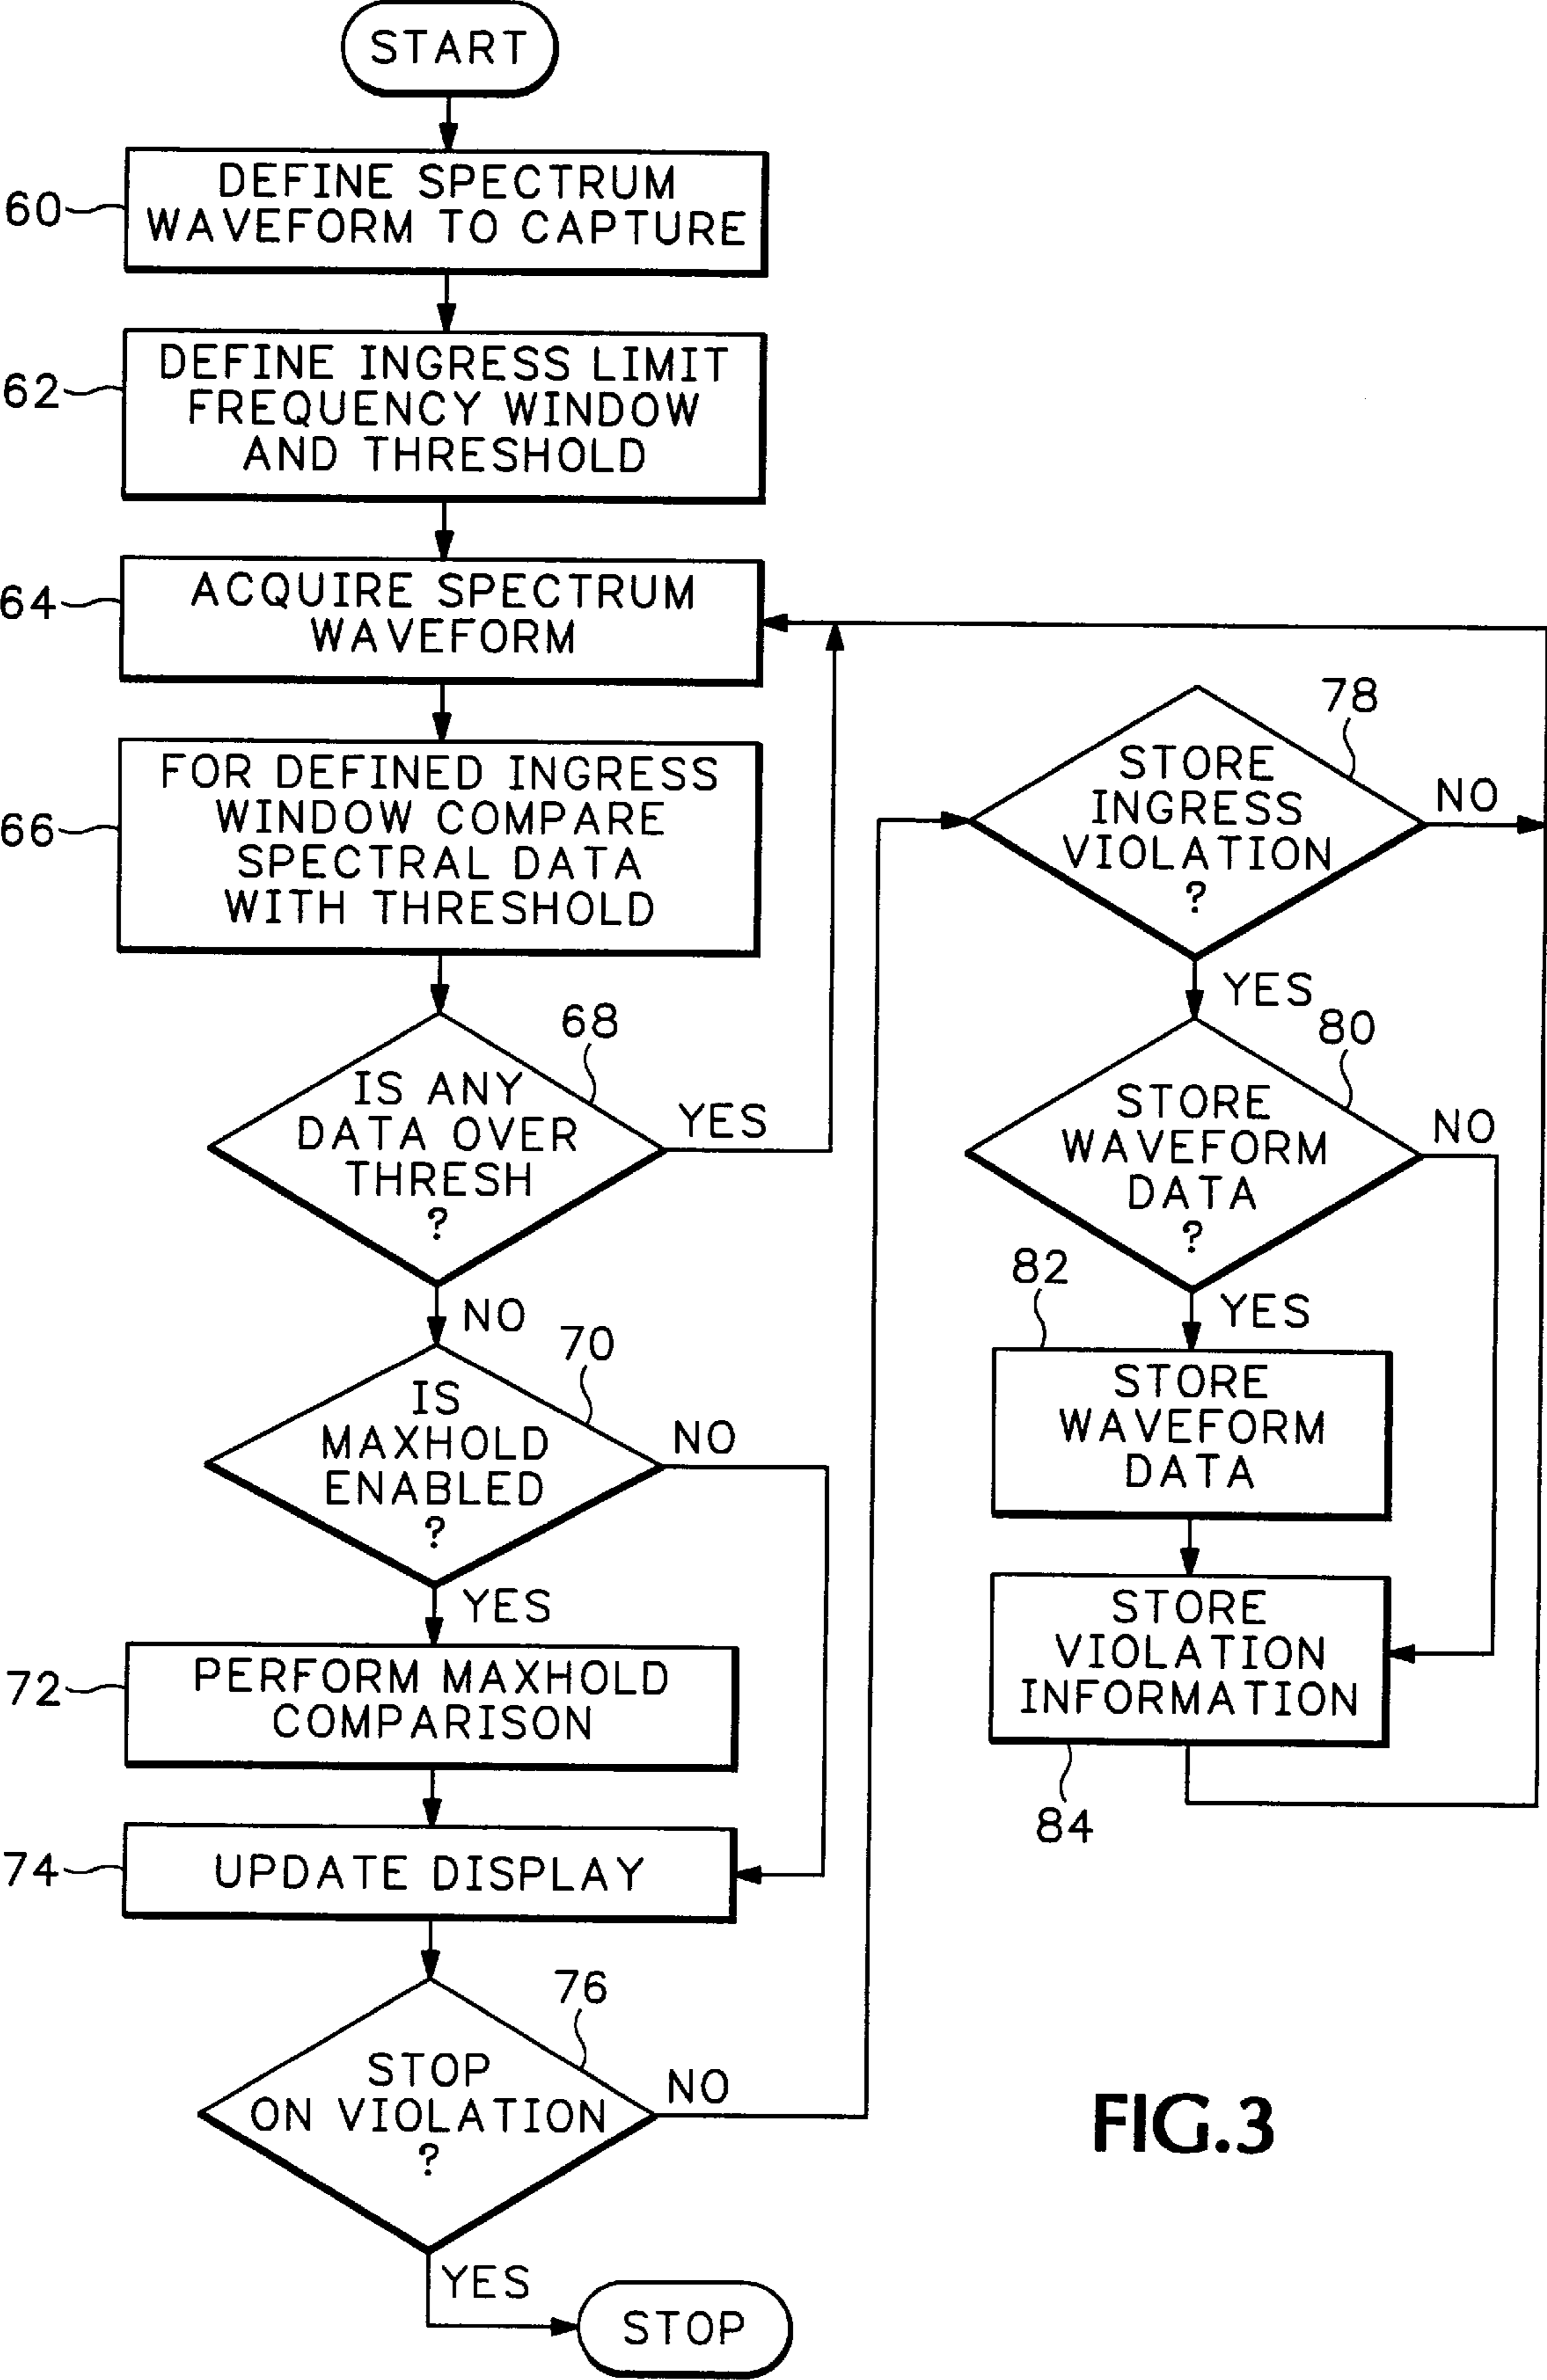 START
60
DEFINE SPECTRUM
WAVEFORM TO CAPTURE
62
DEFINE INGRESS LIMIT
FREQUENCY WINDOW
AND THRESHOLD
64
ACQUIRE SPECTRUM
WAVEFORM
66
FOR DEFINED INGRESS
WINDOW COMPARE
SPECTRAL DATA
WITH THRESHOLD
68
IS ANY
DATA OVER
THRESH
?
YES
NO
70
IS
MAXHOLD
ENABLED
?
NO
YES
72
PERFORM MAXHOLD
COMPARISON
74
UPDATE DISPLAY
76
STOP
ON VIOLATION
?
NO
YES
STOP
78
STORE
INGRESS
VIOLATION
?
NO
YES
80
STORE
WAVEFORM
DATA
?
NO
YES
82
STORE
WAVEFORM
DATA
STORE
VIOLATION
INFORMATION
84
FIG.3